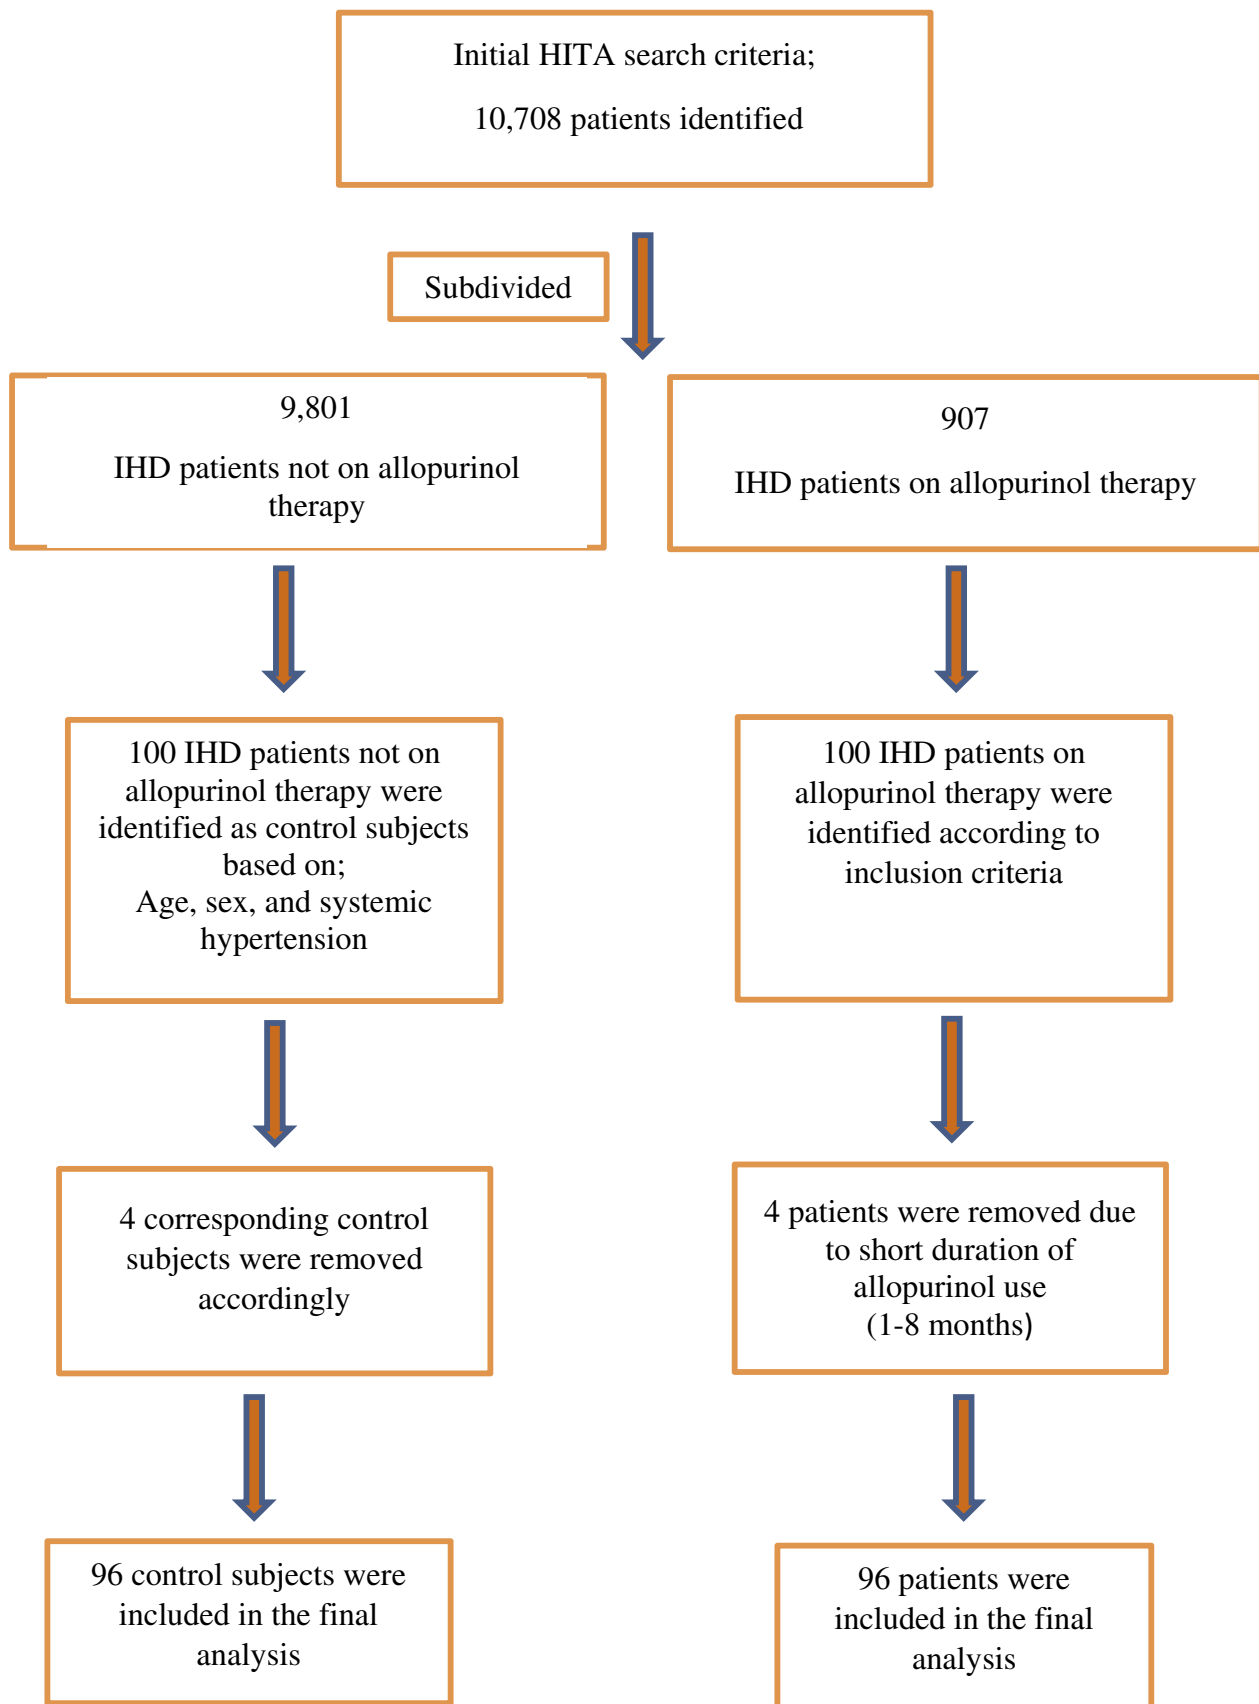 Initial HITA search criteria;
10,708 patients identified
Subdivided
9,801
IHD patients not on allopurinol
therapy
907
IHD patients on allopurinol therapy
100 IHD patients not on
allopurinol therapy were
identified as control subjects
based on;
Age, sex, and systemic
hypertension
100 IHD patients on
allopurinol therapy were
identified according to
inclusion criteria
4 corresponding control
subjects were removed
accordingly
4 patients were removed due
to short duration of
allopurinol use
(1-8 months)
96 control subjects were
included in the final
analysis
96 patients were
included in the final
analysis